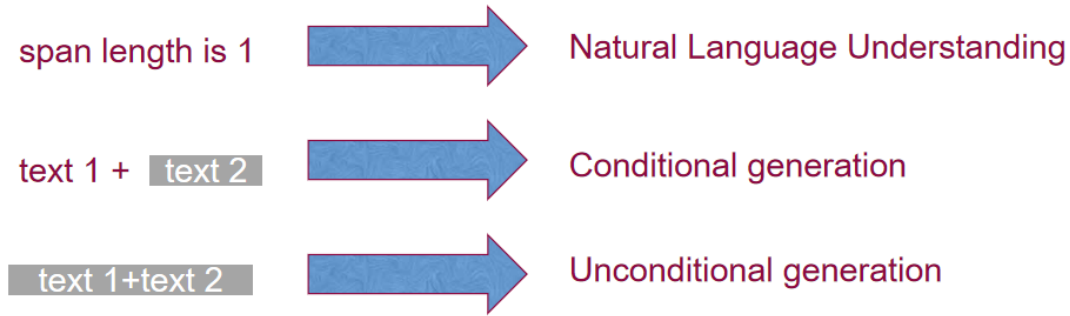 span length is 1
Natural Language Understanding
text 1 + text 2
Conditional generation
text 1+text 2
Unconditional generation